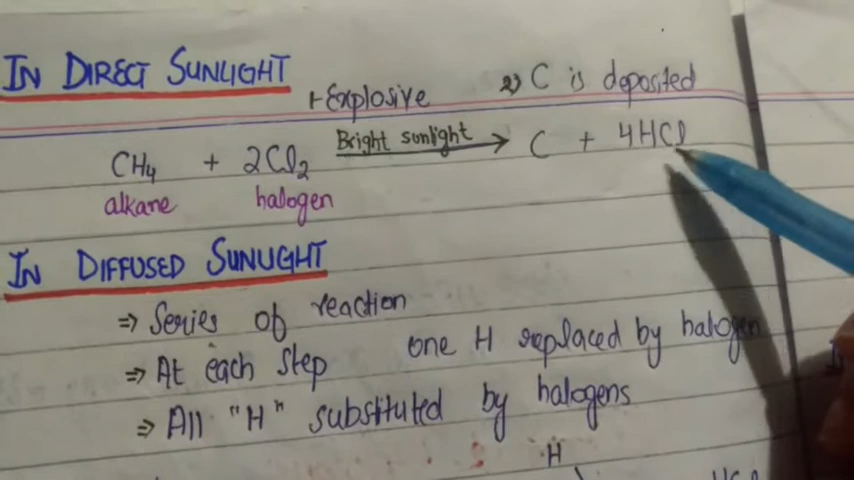 IN DIRECT SUNLIGHT
1- Explosive 2) C is deposited
CH4 + 2Cl2 Bright sunlight → C + 4HCl
alkane halogen
IN DIFFUSED SUNLIGHT
⇒ Series of reaction
⇒ At each step one H replaced by halogen
⇒ All "H" substituted by halogens
H